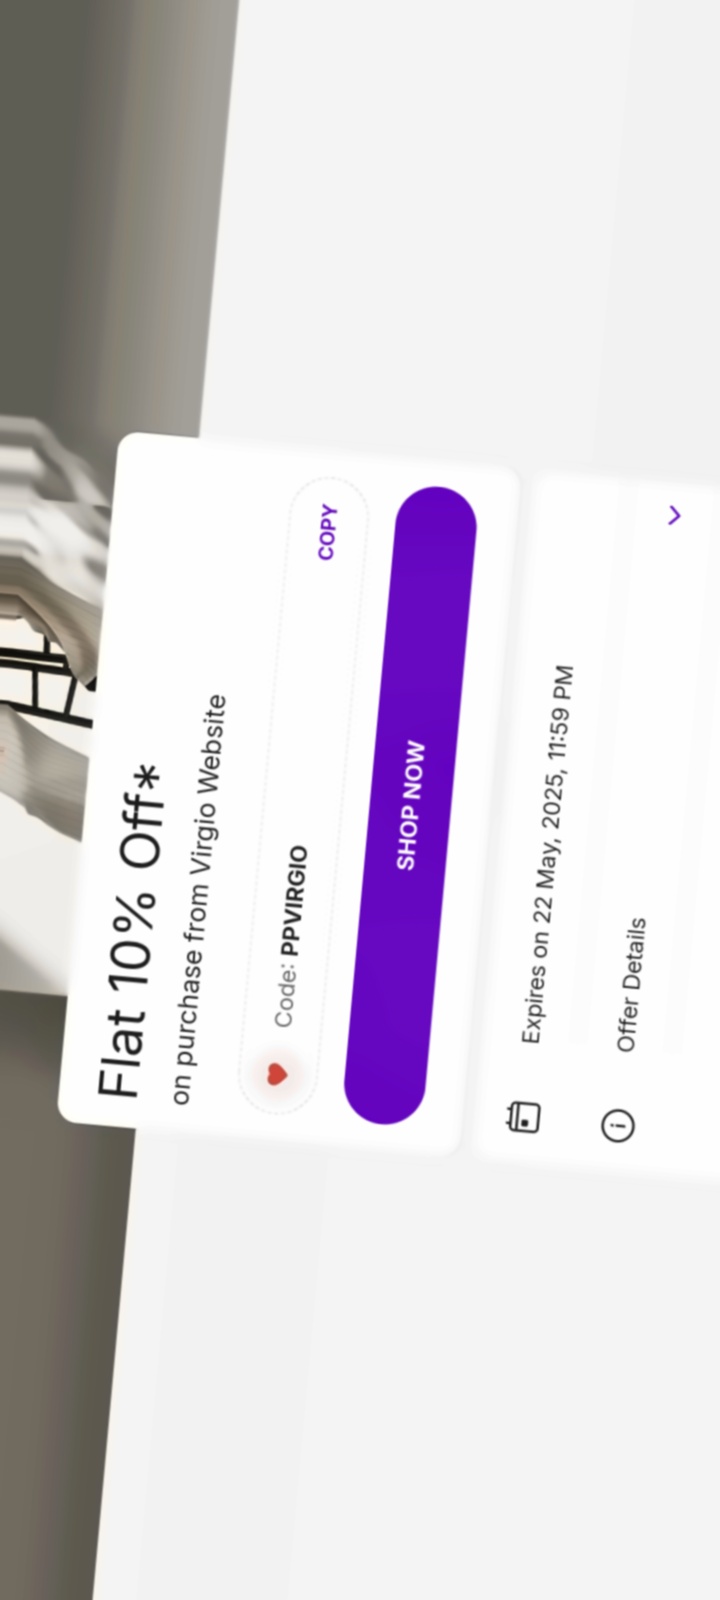 Flat 10% Off*
on purchase from Virgio Website
Code: PPVIRGIO COPY
SHOP NOW
Expires on 22 May, 2025, 11:59 PM
Offer Details